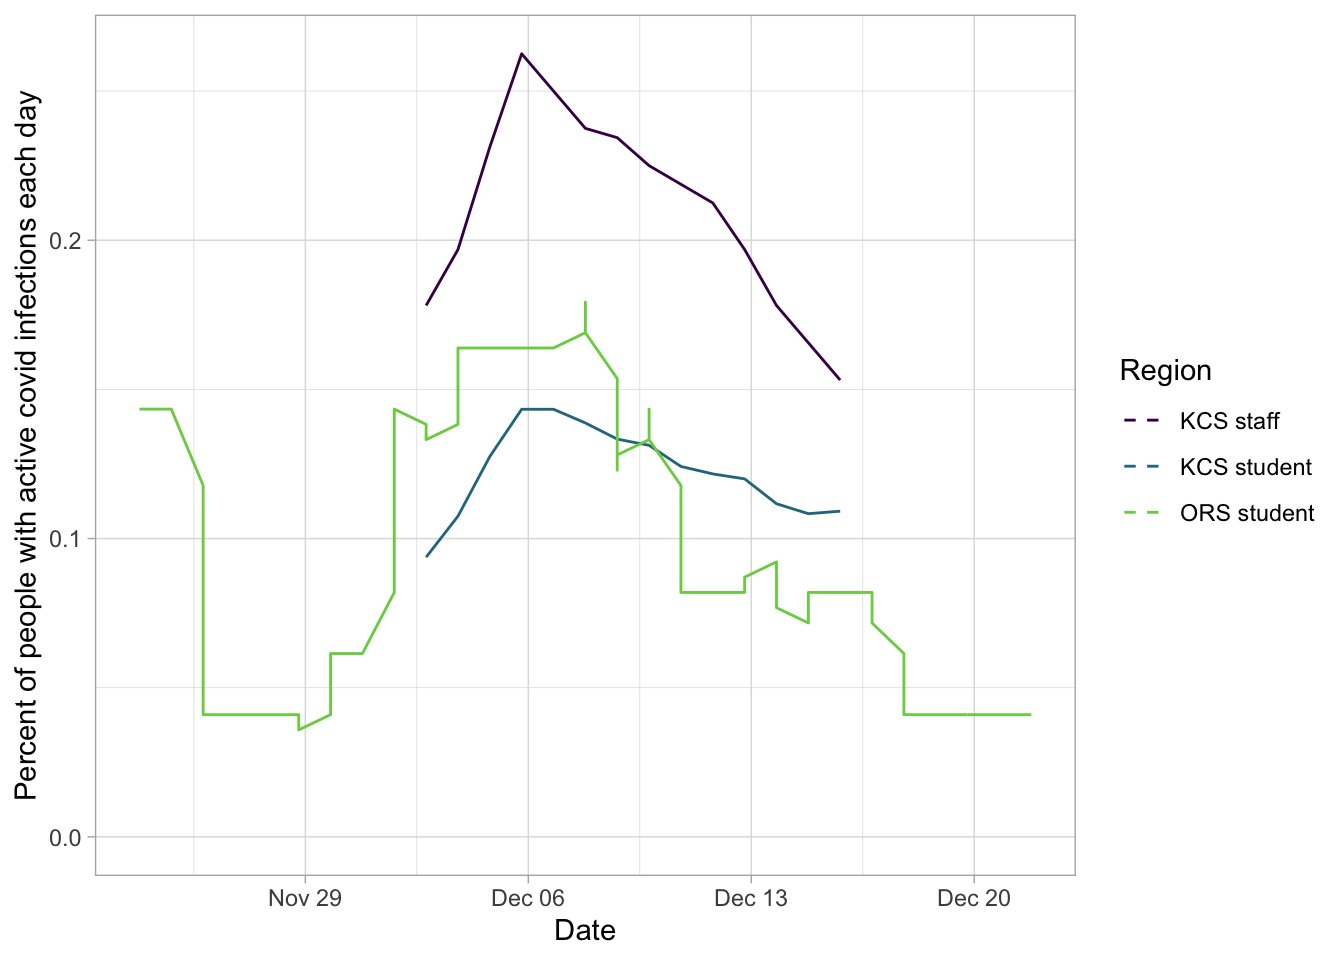 Percent of people with active covid infections each day
0.2
0.1
0.0
Nov 29 Dec 06 Dec 13 Dec 20
Date
Region
KCS staff
KCS student
ORS student